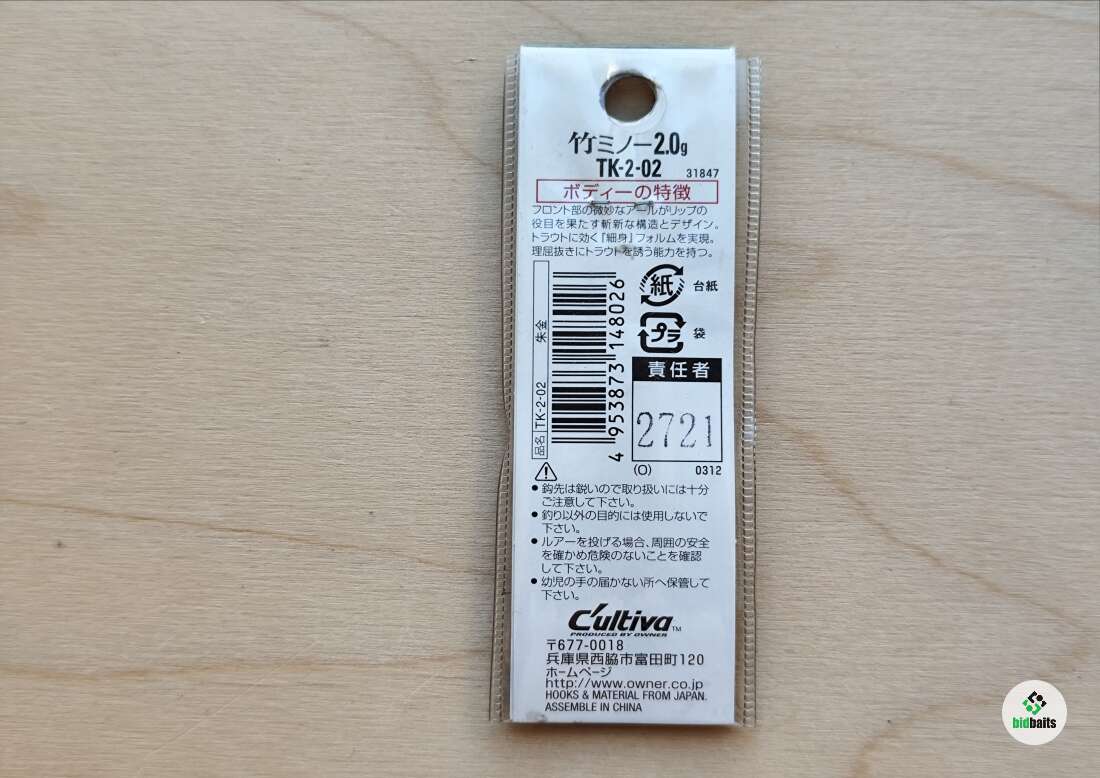 竹ミノー2.0g
TK-2-02 31847
ボディーの特徴
フロント部の微妙なアールがリップの
役目を果たす斬新な構造とデザイン。
トラウトに効く『細身』フォルムを実現。
理屈抜きにトラウトを誘う能力を持つ。
品名 TK-2-02 朱金
4 953873 148026
紙 台紙
プラ 袋
責任者
2721
(O) 0312
●鈎先は鋭いので取り扱いには十分
ご注意して下さい。
●釣り以外の目的には使用しないで
下さい。
●ルアーを投げる場合、周囲の安全
を確かめ危険のないことを確認
して下さい。
●幼児の手の届かない所へ保管して
下さい。
C'ultiva™
PRODUCED BY OWNER
〒677-0018
兵庫県西脇市富田町120
ホームページ
http://www.owner.co.jp
HOOKS & MATERIAL FROM JAPAN.
ASSEMBLE IN CHINA
bidbaits